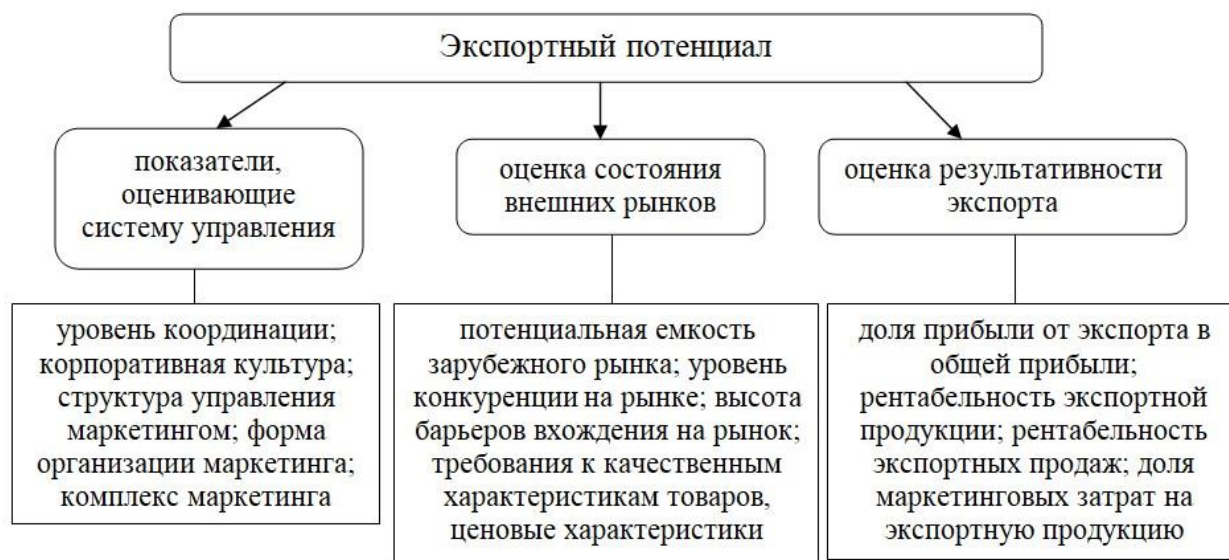 Экспортный потенциал
показатели,
оценивающие
систему управления
оценка состояния
внешних рынков
оценка результативности
экспорта
уровень координации;
корпоративная культура;
структура управления
маркетингом; форма
организации маркетинга;
комплекс маркетинга
потенциальная емкость
зарубежного рынка; уровень
конкуренции на рынке; высота
барьеров вхождения на рынок;
требования к качественным
характеристикам товаров,
ценовые характеристики
доля прибыли от экспорта в
общей прибыли;
рентабельность экспортной
продукции; рентабельность
экспортных продаж; доля
маркетинговых затрат на
экспортную продукцию